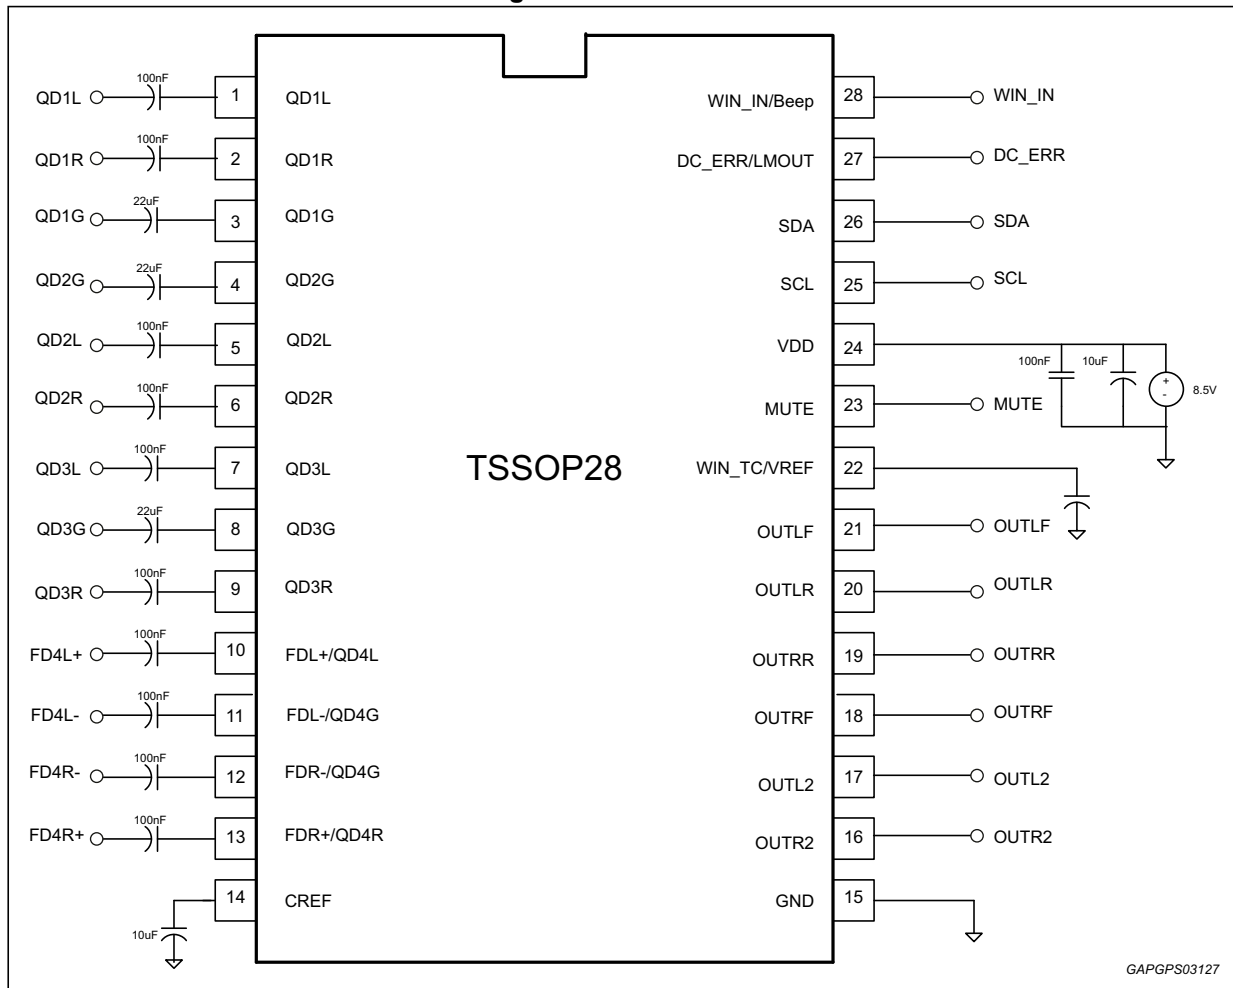 QD1L 100nF 1 QD1L WIN_IN/Beep 28 WIN_IN
QD1R 100nF 2 QD1R DC_ERR/LMOUT 27 DC_ERR
QD1G 22uF 3 QD1G SDA 26 SDA
QD2G 22uF 4 QD2G SCL 25 SCL
QD2L 100nF 5 QD2L VDD 24 100nF 10uF + - 8.5V
QD2R 100nF 6 QD2R MUTE 23 MUTE
QD3L 100nF 7 QD3L TSSOP28 WIN_TC/VREF 22
QD3G 22uF 8 QD3G OUTLF 21 OUTLF
QD3R 100nF 9 QD3R OUTLR 20 OUTLR
FD4L+ 100nF 10 FDL+/QD4L OUTRR 19 OUTRR
FD4L- 100nF 11 FDL-/QD4G OUTRF 18 OUTRF
FD4R- 100nF 12 FDR-/QD4G OUTL2 17 OUTL2
FD4R+ 100nF 13 FDR+/QD4R OUTR2 16 OUTR2
14 CREF GND 15
10uF
GAPGPS03127